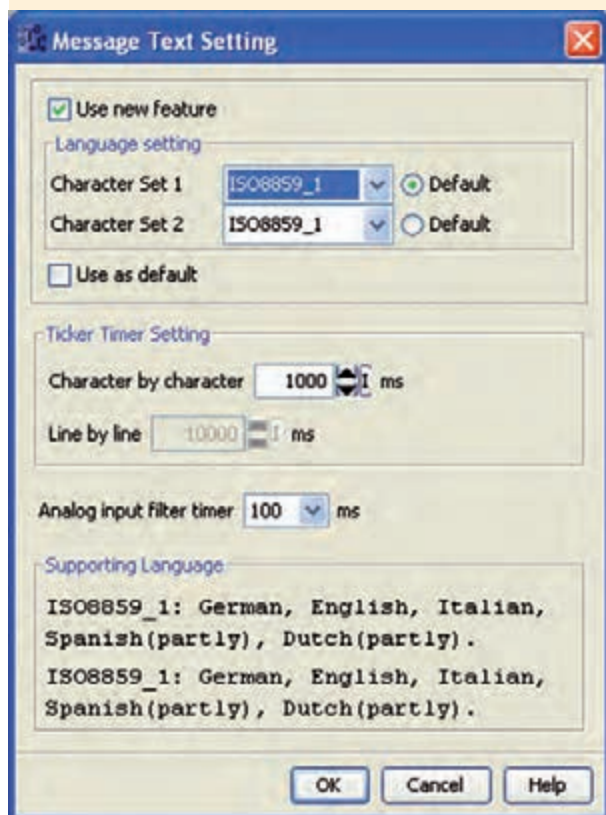 Message Text Setting
Use new feature
Language setting
Character Set 1 ISO8859_1 Default
Character Set 2 ISO8859_1 Default
Use as default
Ticker Timer Setting
Character by character 1000 ms
Line by line 10000 ms
Analog input filter timer 100 ms
Supporting Language
ISO8859_1: German, English, Italian,
Spanish(partly), Dutch(partly).
ISO8859_1: German, English, Italian,
Spanish(partly), Dutch(partly).
OK Cancel Help